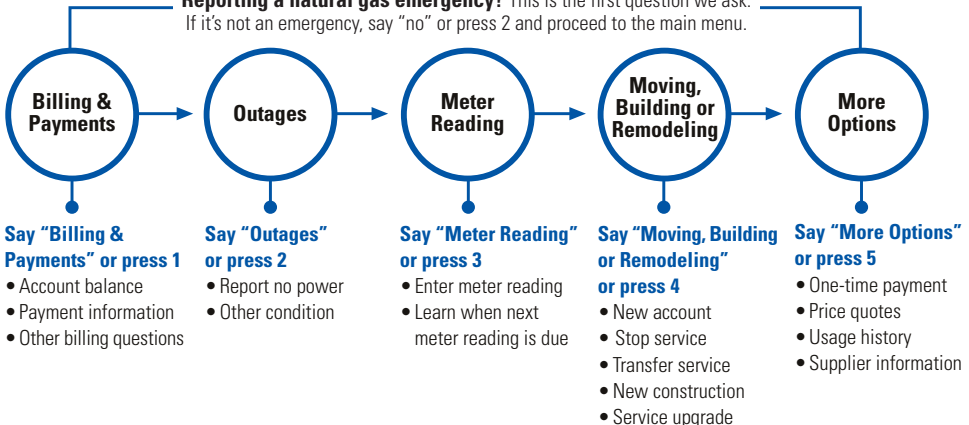 Reporting a natural gas emergency? This is the first question we ask.
If it's not an emergency, say “no” or press 2 and proceed to the main menu.
Billing &
Payments
Outages
Meter
Reading
Moving,
Building or
Remodeling
More
Options
Say “Billing &
Payments” or press 1
• Account balance
• Payment information
• Other billing questions
Say “Outages”
or press 2
• Report no power
• Other condition
Say “Meter Reading”
or press 3
• Enter meter reading
• Learn when next
meter reading is due
Say “Moving, Building
or Remodeling”
or press 4
• New account
• Stop service
• Transfer service
• New construction
• Service upgrade
Say “More Options”
or press 5
• One-time payment
• Price quotes
• Usage history
• Supplier information